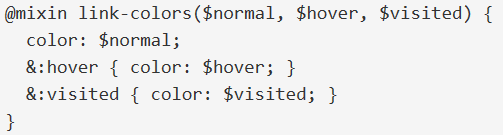 @mixin link-colors($normal, $hover, $visited) {
  color: $normal;
  &:hover { color: $hover; }
  &:visited { color: $visited; }
}